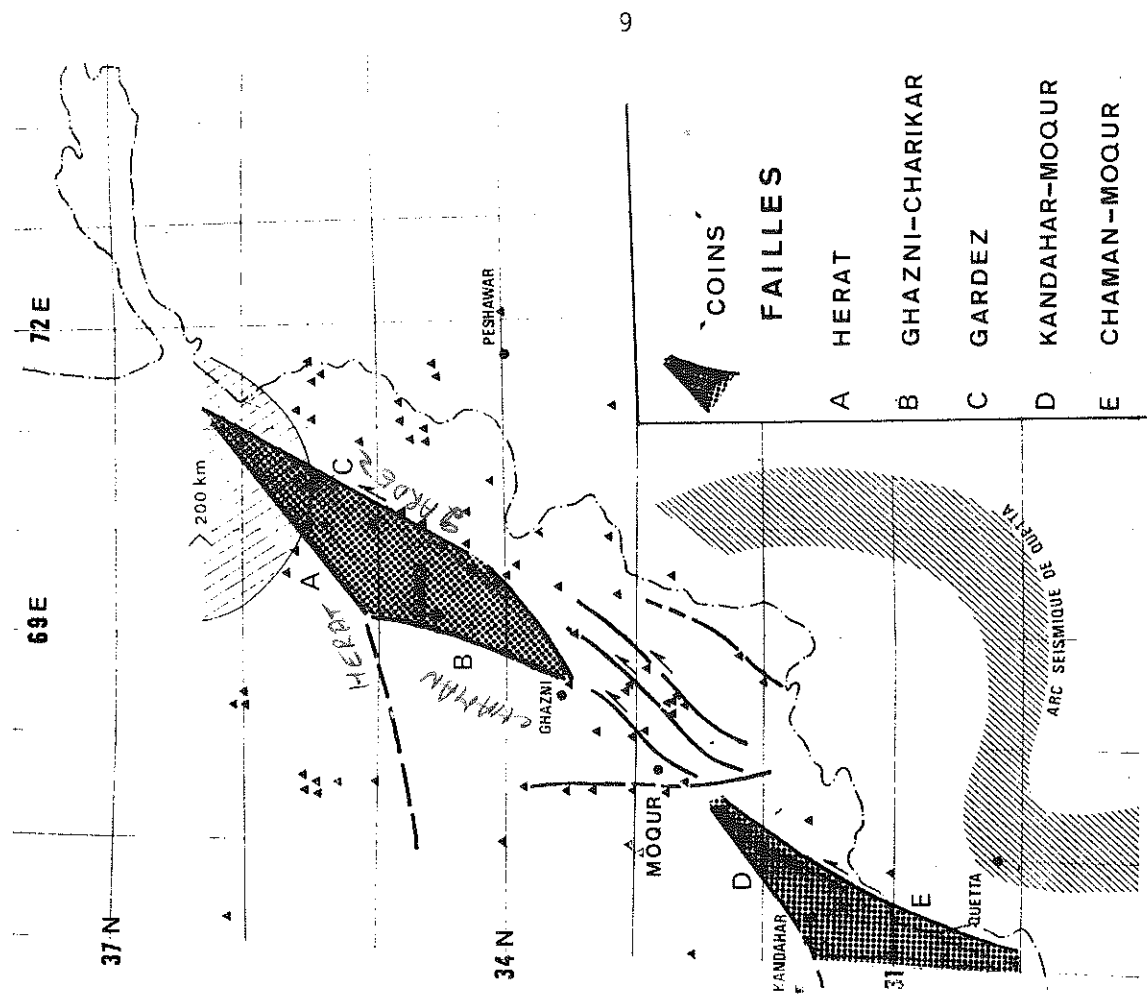 9
37 N
34 N
31
69 E
72 E
> 200 km
A
HERAT
B
CHAMAN
C
GARDEZ
PESHAWAR
GHAZNI
MOQUR
D
KANDAHAR
E
QUETTA
ARC SEISMIQUE DE QUETTA
'COINS'
FAILLES
A HERAT
B GHAZNI-CHARIKAR
C GARDEZ
D KANDAHAR-MOQUR
E CHAMAN-MOQUR